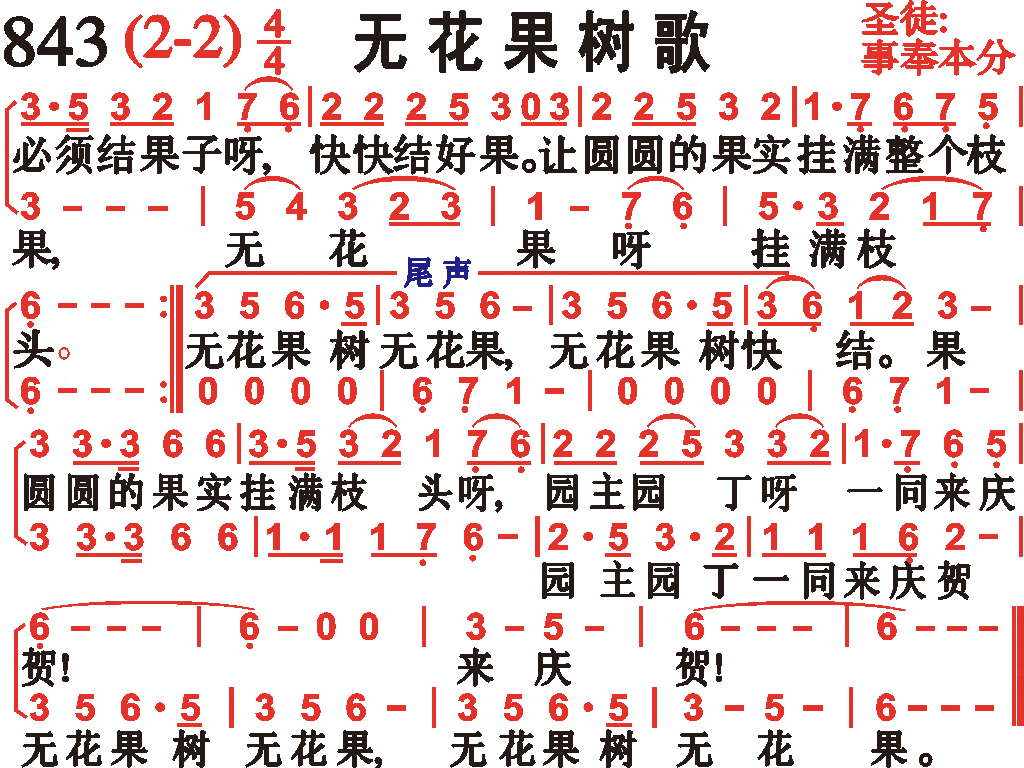 843 (2-2) 4/4 无花果树歌 圣徒:
事奉本分
3·5 3 2 1 7 6 | 2 2 2 5 3 0 3 | 2 2 5 3 2 | 1·7 6 7 5 |
必须结果子呀, 快快结好果。让圆圆的果实挂满整个枝
3 - - - | 5 4 3 2 3 | 1 - 7 6 | 5·3 2 1 7 |
果, 无花 果呀 挂满枝
尾声
6 - - - :‖ 3 5 6·5 | 3 5 6 - | 3 5 6·5 | 3 6 1 2 3 - |
头。 无花果树无花果, 无花果树快 结。果
6 - - - :‖ 0 0 0 0 | 6 7 1 - | 0 0 0 0 | 6 7 1 - |
3 3·3 6 6 | 3·5 3 2 1 7 6 | 2 2 2 5 3 3 2 | 1·7 6 5 |
圆圆的果实挂满枝 头呀, 园主园 丁呀 一同来庆
3 3·3 6 6 | 1·1 1 7 6 - | 2·5 3·2 | 1 1 1 6 2 - |
园主园丁一同来庆贺
6 - - - | 6 - 0 0 | 3 - 5 - | 6 - - - | 6 - - - ‖
贺! 来庆 贺!
3 5 6·5 | 3 5 6 - | 3 5 6·5 | 3 - 5 - | 6 - - - ‖
无花果树 无花果, 无花果树 无花 果。